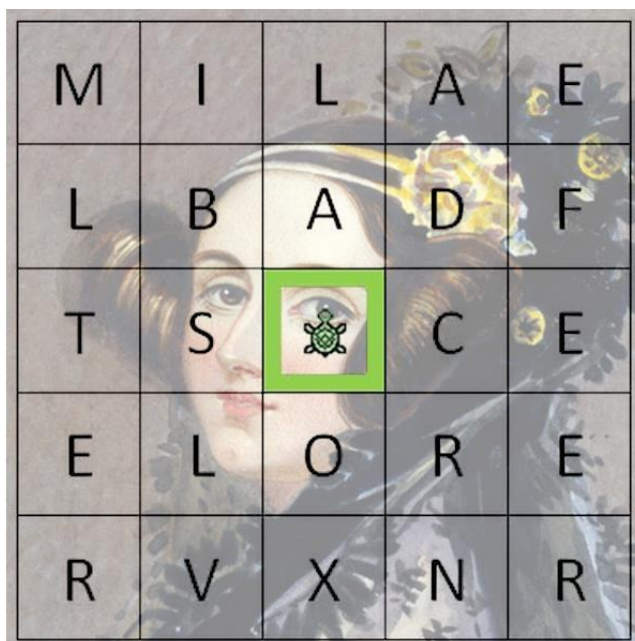 M I L A E
L B A D F
T S C E
E L O R E
R V X N R